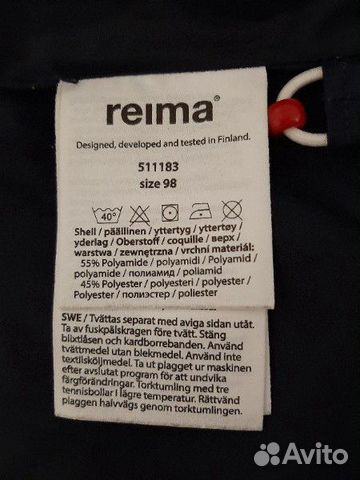 reima®
Designed, developed and tested in Finland.
511183
size 98
40°
Shell / päällinen / yttertyg / yttertøy /
yderlag / Oberstoff / coquille / верх /
warstwa / zewnętrzna / vrchní materiál:
55% Polyamide / polyamidi / Polyamid /
polyamide / полиамид / poliamid
45% Polyester / polyesteri / polyester /
Polyester / полиэстер / poliester
SWE / Tvättas separat med aviga sidan utåt.
Ta av fuskpälskragen före tvätt. Stäng
blixtlåsen och kardborrebanden. Använd
tvättmedel utan blekmedel. Använd inte
textilsköljmedel. Ta ut plagget ur maskinen
efter avslutat program för att undvika
färgförändringar. Torktumling med tre
tennisbollar i lägre temperatur. Rättvänd
plaggen halvvägs genom torktumlingen.
Avito